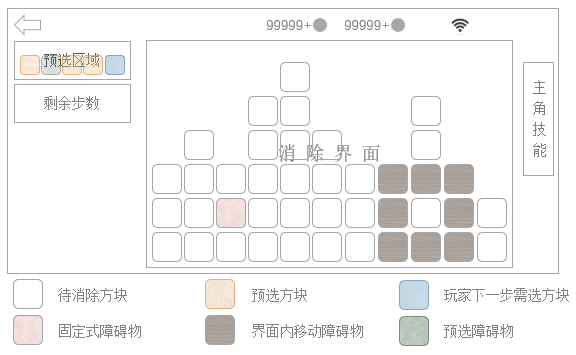 99999+ 99999+
预选区域
剩余步数
消除界面
主角技能
待消除方块 预选方块 玩家下一步需选方块
固定式障碍物 界面内移动障碍物 预选障碍物